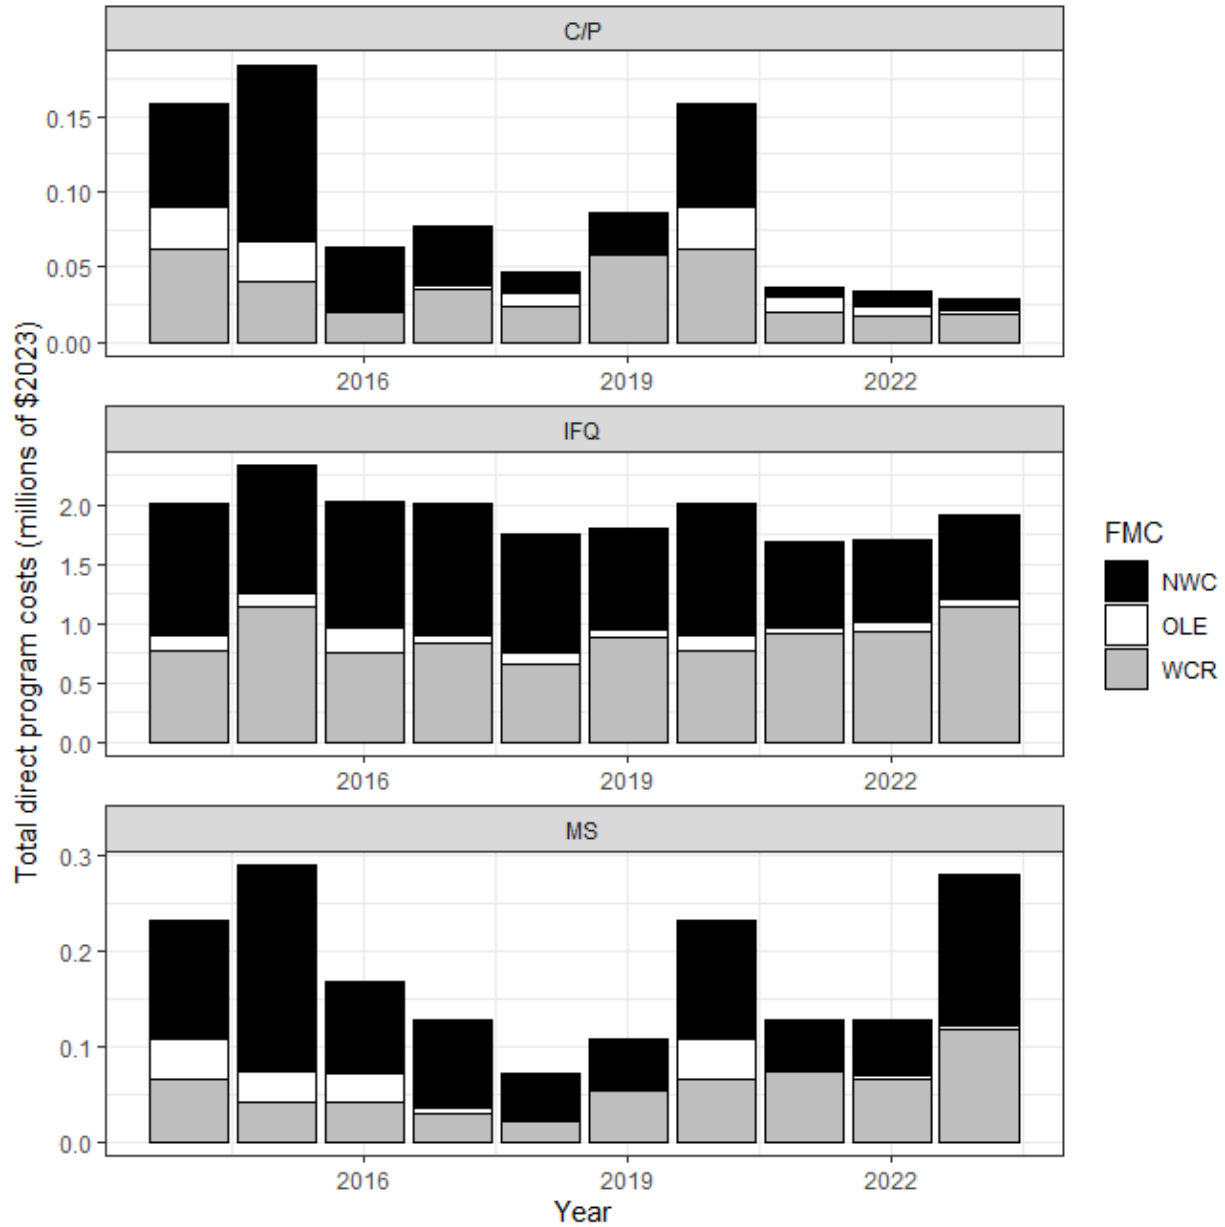 C/P
0.15
0.10
0.05
0.00
2016 2019 2022
IFQ
2.0
1.5
1.0
0.5
0.0
2016 2019 2022
MS
0.3
0.2
0.1
0.0
2016 2019 2022
Year
Total direct program costs (millions of $2023)
FMC
NWC
OLE
WCR